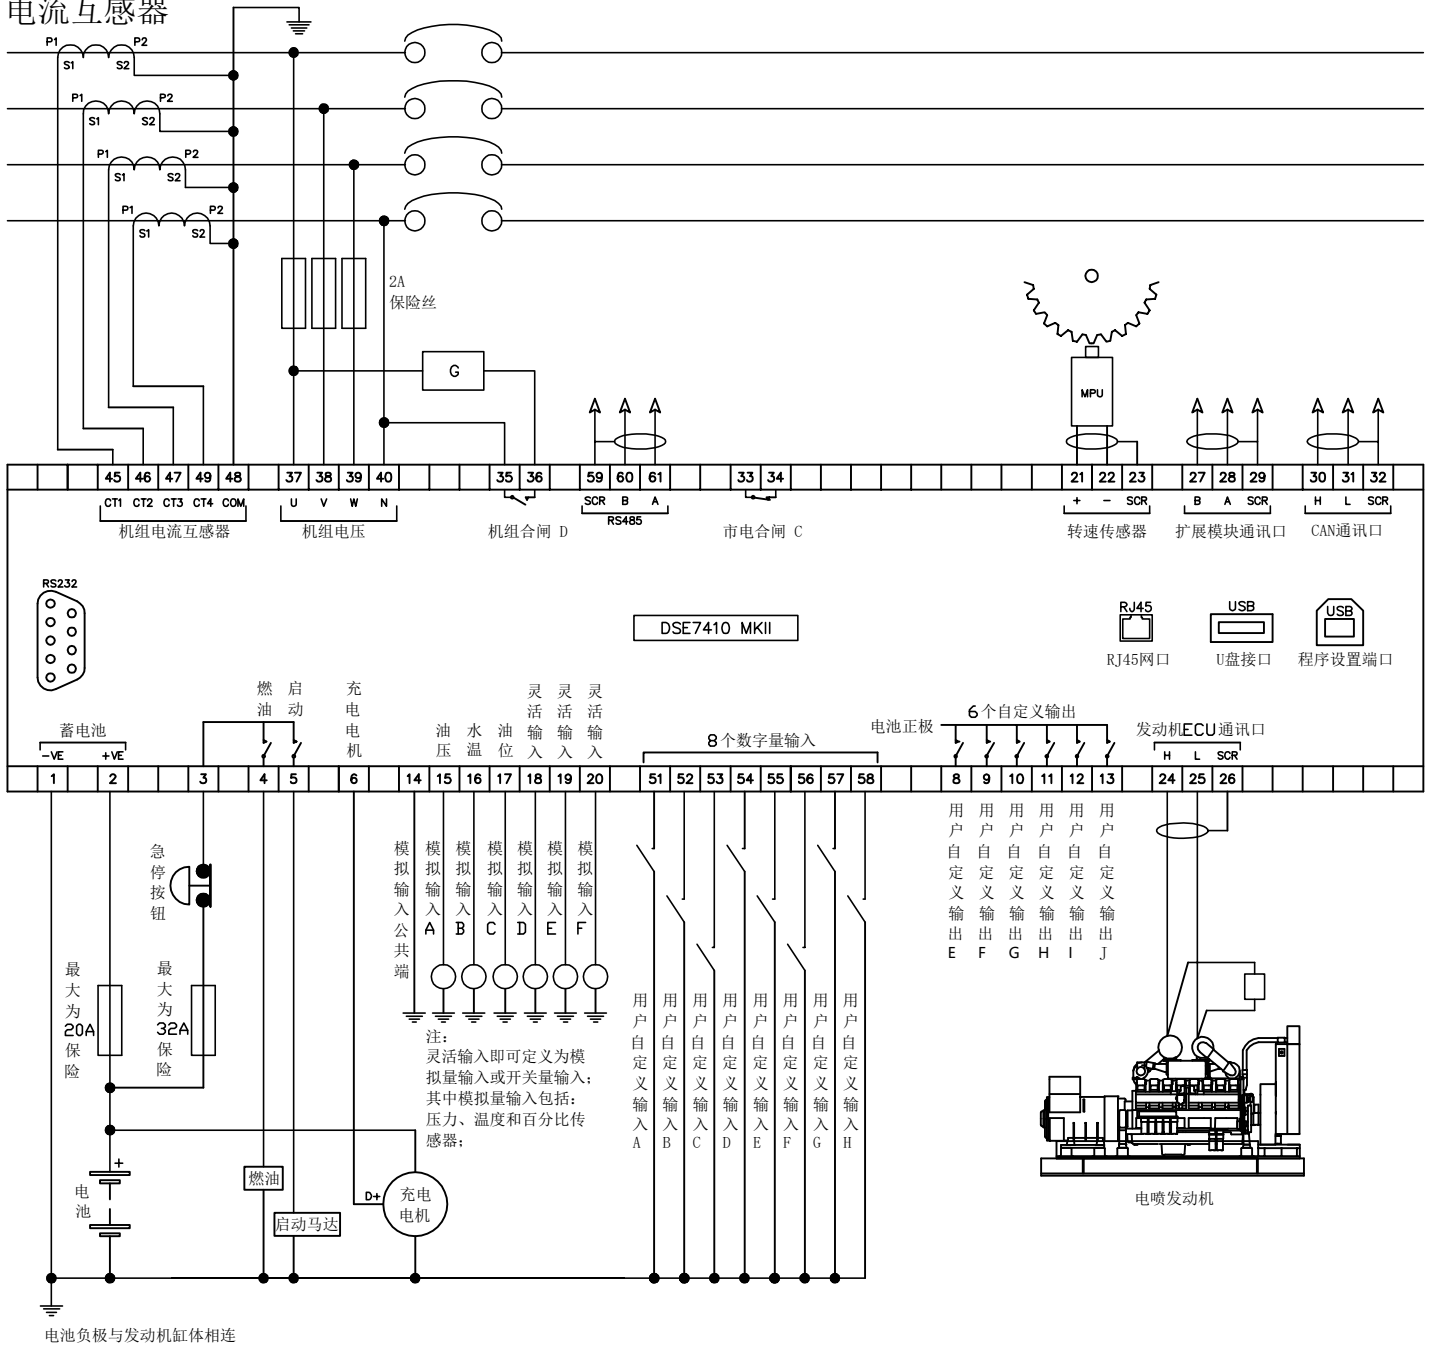 电流互感器
P1 P2
S1 S2
P1 P2
S1 S2
P1 P2
S1 S2
P1 P2
S1 S2
2A
保险丝
G
MPU
45 46 47 49 48 37 38 39 40 35 36 59 60 61 33 34 21 22 23 27 28 29 30 31 32
CT1 CT2 CT3 CT4 COM U V W N SCR B A + − SCR B A SCR H L SCR
RS485
机组电流互感器 机组电压 机组合闸 D 市电合闸 C 转速传感器 扩展模块通讯口 CAN通讯口
RS232
DSE7410 MKII
RJ45 USB USB
RJ45网口 U盘接口 程序设置端口
蓄电池
−VE +VE
燃油
启动
充电电机
油压
水温
油位
灵活输入
灵活输入
灵活输入
8个数字量输入
电池正极
6个自定义输出
发动机ECU通讯口
H L SCR
1 2 3 4 5 6 14 15 16 17 18 19 20 51 52 53 54 55 56 57 58 8 9 10 11 12 13 24 25 26
急停按钮
最大为20A保险
最大为32A保险
模拟输入公共端
模拟输入A
模拟输入B
模拟输入C
模拟输入D
模拟输入E
模拟输入F
注:
灵活输入即可定义为模
拟量输入或开关量输入;
其中模拟量输入包括:
压力、温度和百分比传
感器;
用户自定义输入A
用户自定义输入B
用户自定义输入C
用户自定义输入D
用户自定义输入E
用户自定义输入F
用户自定义输入G
用户自定义输入H
用户自定义输出E
用户自定义输出F
用户自定义输出G
用户自定义输出H
用户自定义输出I
用户自定义输出J
+
电池
燃油
启动马达
D+
充电
电机
电喷发动机
电池负极与发动机缸体相连